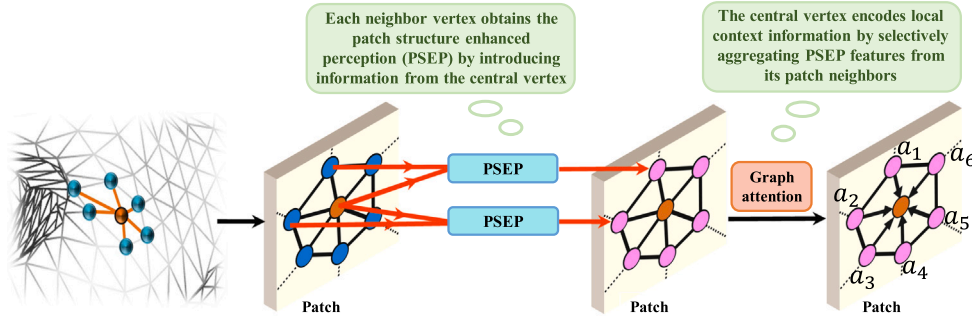 Each neighbor vertex obtains the
patch structure enhanced
perception (PSEP) by introducing
information from the central vertex
The central vertex encodes local
context information by selectively
aggregating PSEP features from
its patch neighbors
PSEP
PSEP
Graph
attention
a₁
a₆
a₂
a₅
a₃
a₄
Patch
Patch
Patch